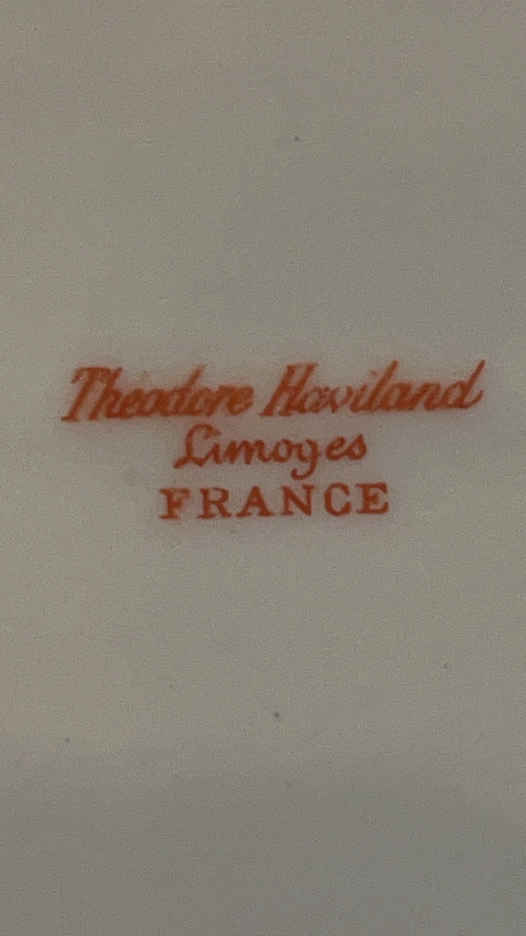 Theodore Haviland
Limoges
FRANCE